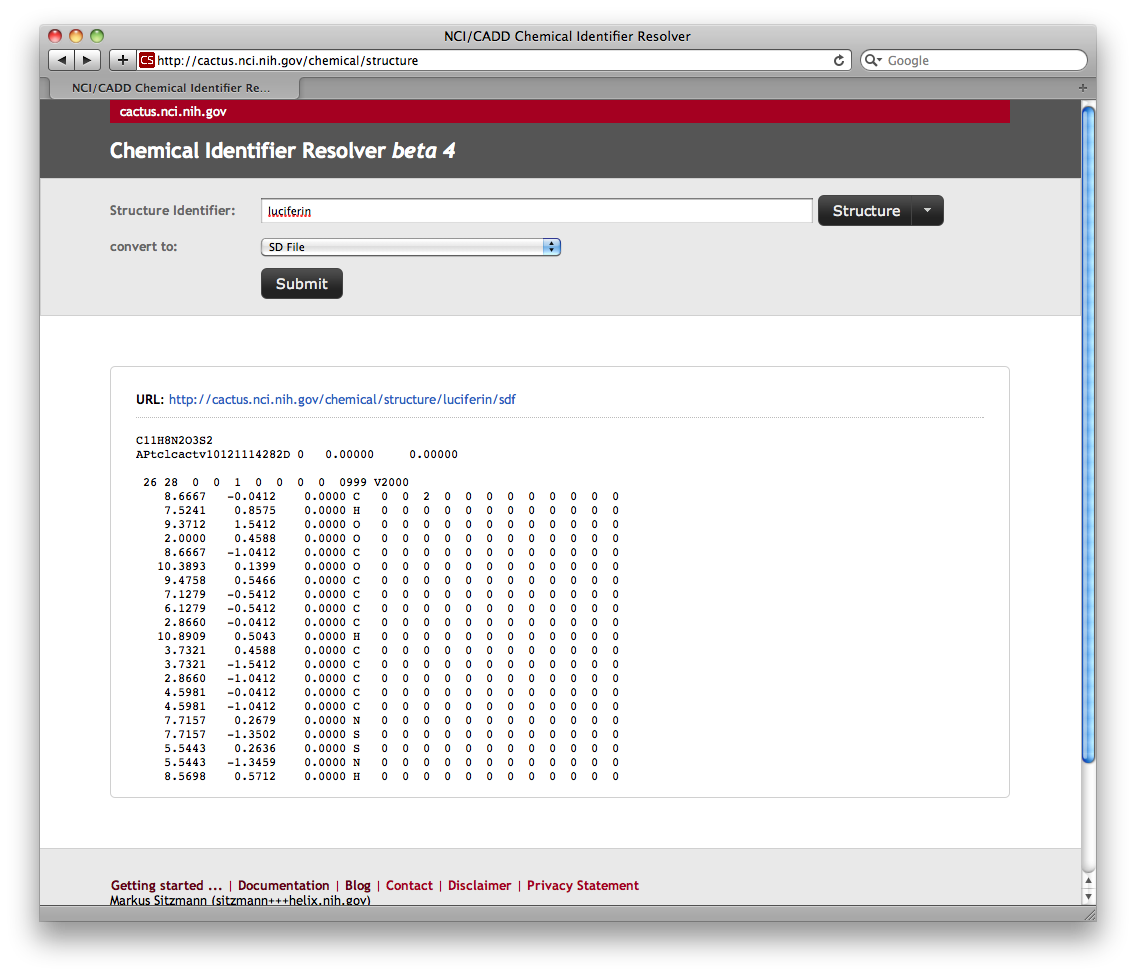 NCI/CADD Chemical Identifier Resolver
CS http://cactus.nci.nih.gov/chemical/structure
Google
NCI/CADD Chemical Identifier Re...
cactus.nci.nih.gov
Chemical Identifier Resolver beta 4
Structure Identifier: luciferin Structure
convert to: SD File
Submit
URL: http://cactus.nci.nih.gov/chemical/structure/luciferin/sdf
C11H8N2O3S2
APtclcactv10121114282D 0   0.00000     0.00000
26 28  0  0  1  0  0  0  0  0999 V2000
8.6667   -0.0412    0.0000 C   0  0  2  0  0  0  0  0  0  0  0  0
7.5241    0.8575    0.0000 H   0  0  0  0  0  0  0  0  0  0  0  0
9.3712    1.5412    0.0000 O   0  0  0  0  0  0  0  0  0  0  0  0
2.0000    0.4588    0.0000 O   0  0  0  0  0  0  0  0  0  0  0  0
8.6667   -1.0412    0.0000 C   0  0  0  0  0  0  0  0  0  0  0  0
10.3893    0.1399    0.0000 O   0  0  0  0  0  0  0  0  0  0  0  0
9.4758    0.5466    0.0000 C   0  0  0  0  0  0  0  0  0  0  0  0
7.1279   -0.5412    0.0000 C   0  0  0  0  0  0  0  0  0  0  0  0
6.1279   -0.5412    0.0000 C   0  0  0  0  0  0  0  0  0  0  0  0
2.8660   -0.0412    0.0000 C   0  0  0  0  0  0  0  0  0  0  0  0
10.8909    0.5043    0.0000 H   0  0  0  0  0  0  0  0  0  0  0  0
3.7321    0.4588    0.0000 C   0  0  0  0  0  0  0  0  0  0  0  0
3.7321   -1.5412    0.0000 C   0  0  0  0  0  0  0  0  0  0  0  0
2.8660   -1.0412    0.0000 C   0  0  0  0  0  0  0  0  0  0  0  0
4.5981   -0.0412    0.0000 C   0  0  0  0  0  0  0  0  0  0  0  0
4.5981   -1.0412    0.0000 C   0  0  0  0  0  0  0  0  0  0  0  0
7.7157    0.2679    0.0000 N   0  0  0  0  0  0  0  0  0  0  0  0
7.7157   -1.3502    0.0000 S   0  0  0  0  0  0  0  0  0  0  0  0
5.5443    0.2636    0.0000 S   0  0  0  0  0  0  0  0  0  0  0  0
5.5443   -1.3459    0.0000 N   0  0  0  0  0  0  0  0  0  0  0  0
8.5698    0.5712    0.0000 H   0  0  0  0  0  0  0  0  0  0  0  0
Getting started ... | Documentation | Blog | Contact | Disclaimer | Privacy Statement
Markus Sitzmann (sitzmann+++helix.nih.gov)